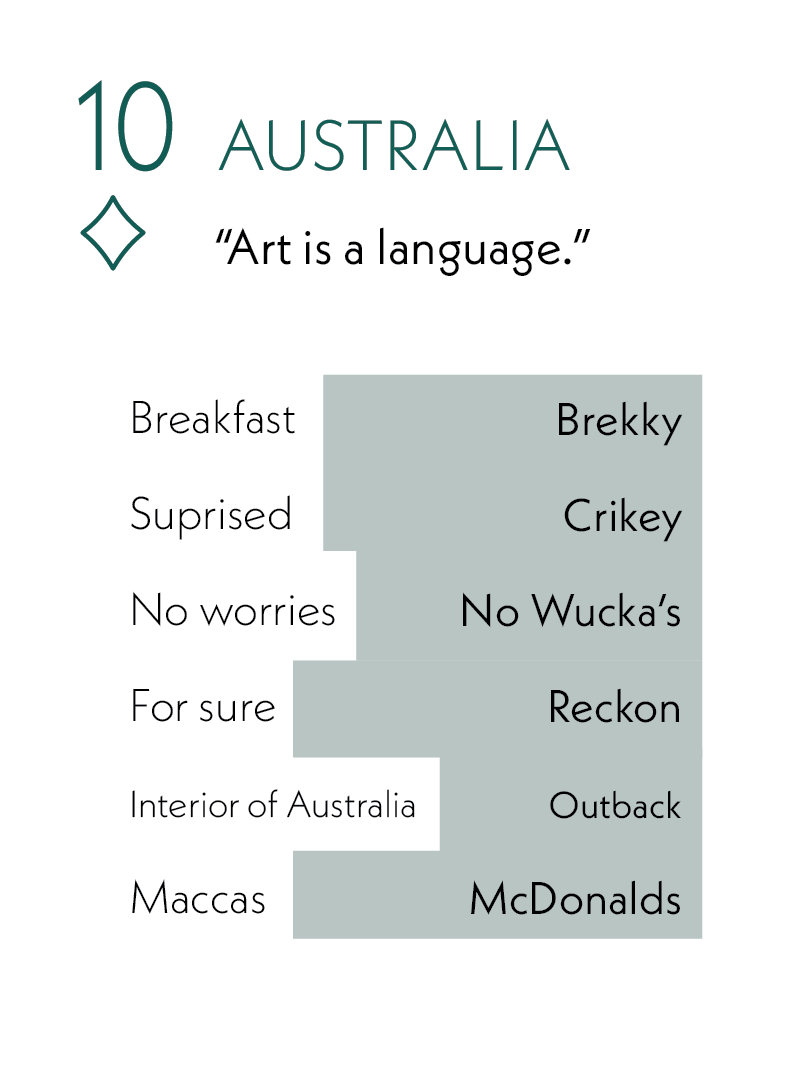 10 AUSTRALIA
“Art is a language.”
Breakfast Brekky
Suprised Crikey
No worries No Wucka’s
For sure Reckon
Interior of Australia Outback
Maccas McDonalds